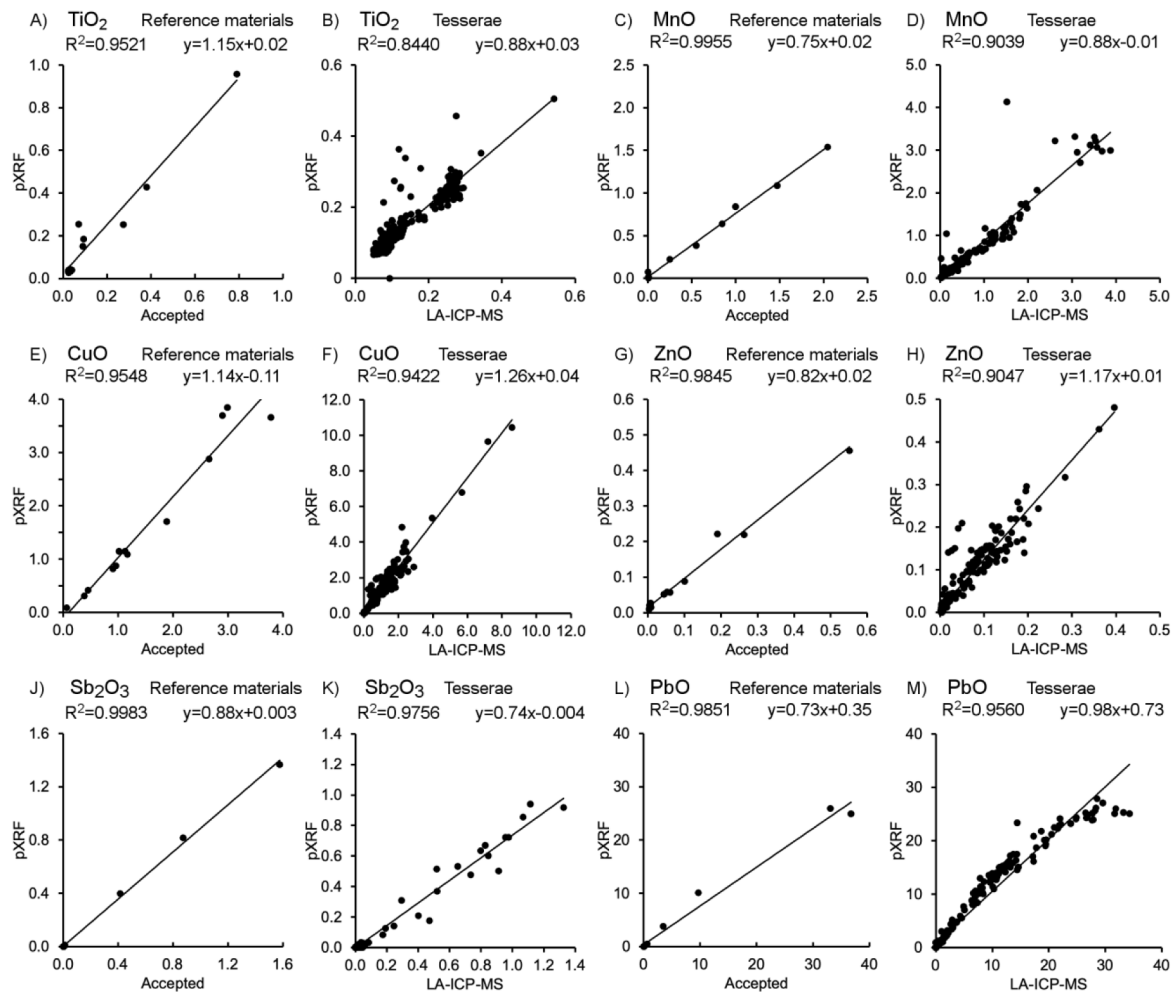 A) TiO2 Reference materials
R2=0.9521 y=1.15x+0.02
1.0
0.8
0.6
0.4
0.2
0.0
pXRF
0.0 0.2 0.4 0.6 0.8 1.0
Accepted
B) TiO2 Tesserae
R2=0.8440 y=0.88x+0.03
0.6
0.4
0.2
0
pXRF
0 0.2 0.4 0.6
LA-ICP-MS
C) MnO Reference materials
R2=0.9955 y=0.75x+0.02
2.5
2.0
1.5
1.0
0.5
0.0
pXRF
0.0 0.5 1.0 1.5 2.0 2.5
Accepted
D) MnO Tesserae
R2=0.9039 y=0.88x-0.01
5.0
4.0
3.0
2.0
1.0
0.0
pXRF
0.0 1.0 2.0 3.0 4.0 5.0
LA-ICP-MS
E) CuO Reference materials
R2=0.9548 y=1.14x-0.11
4.0
3.0
2.0
1.0
0.0
pXRF
0.0 1.0 2.0 3.0 4.0
Accepted
F) CuO Tesserae
R2=0.9422 y=1.26x+0.04
12.0
10.0
8.0
6.0
4.0
2.0
0.0
pXRF
0.0 2.0 4.0 6.0 8.0 10.0 12.0
LA-ICP-MS
G) ZnO Reference materials
R2=0.9845 y=0.82x+0.02
0.6
0.5
0.4
0.3
0.2
0.1
0.0
pXRF
0.0 0.1 0.2 0.3 0.4 0.5 0.6
Accepted
H) ZnO Tesserae
R2=0.9047 y=1.17x+0.01
0.5
0.4
0.3
0.2
0.1
0.0
pXRF
0.0 0.1 0.2 0.3 0.4 0.5
LA-ICP-MS
J) Sb2O3 Reference materials
R2=0.9983 y=0.88x+0.003
1.6
1.2
0.8
0.4
0.0
pXRF
0.0 0.4 0.8 1.2 1.6
Accepted
K) Sb2O3 Tesserae
R2=0.9756 y=0.74x-0.004
1.4
1.2
1.0
0.8
0.6
0.4
0.2
0.0
pXRF
0.0 0.2 0.4 0.6 0.8 1.0 1.2 1.4
LA-ICP-MS
L) PbO Reference materials
R2=0.9851 y=0.73x+0.35
40
30
20
10
0
pXRF
0 10 20 30 40
Accepted
M) PbO Tesserae
R2=0.9560 y=0.98x+0.73
40
30
20
10
0
pXRF
0 10 20 30 40
LA-ICP-MS